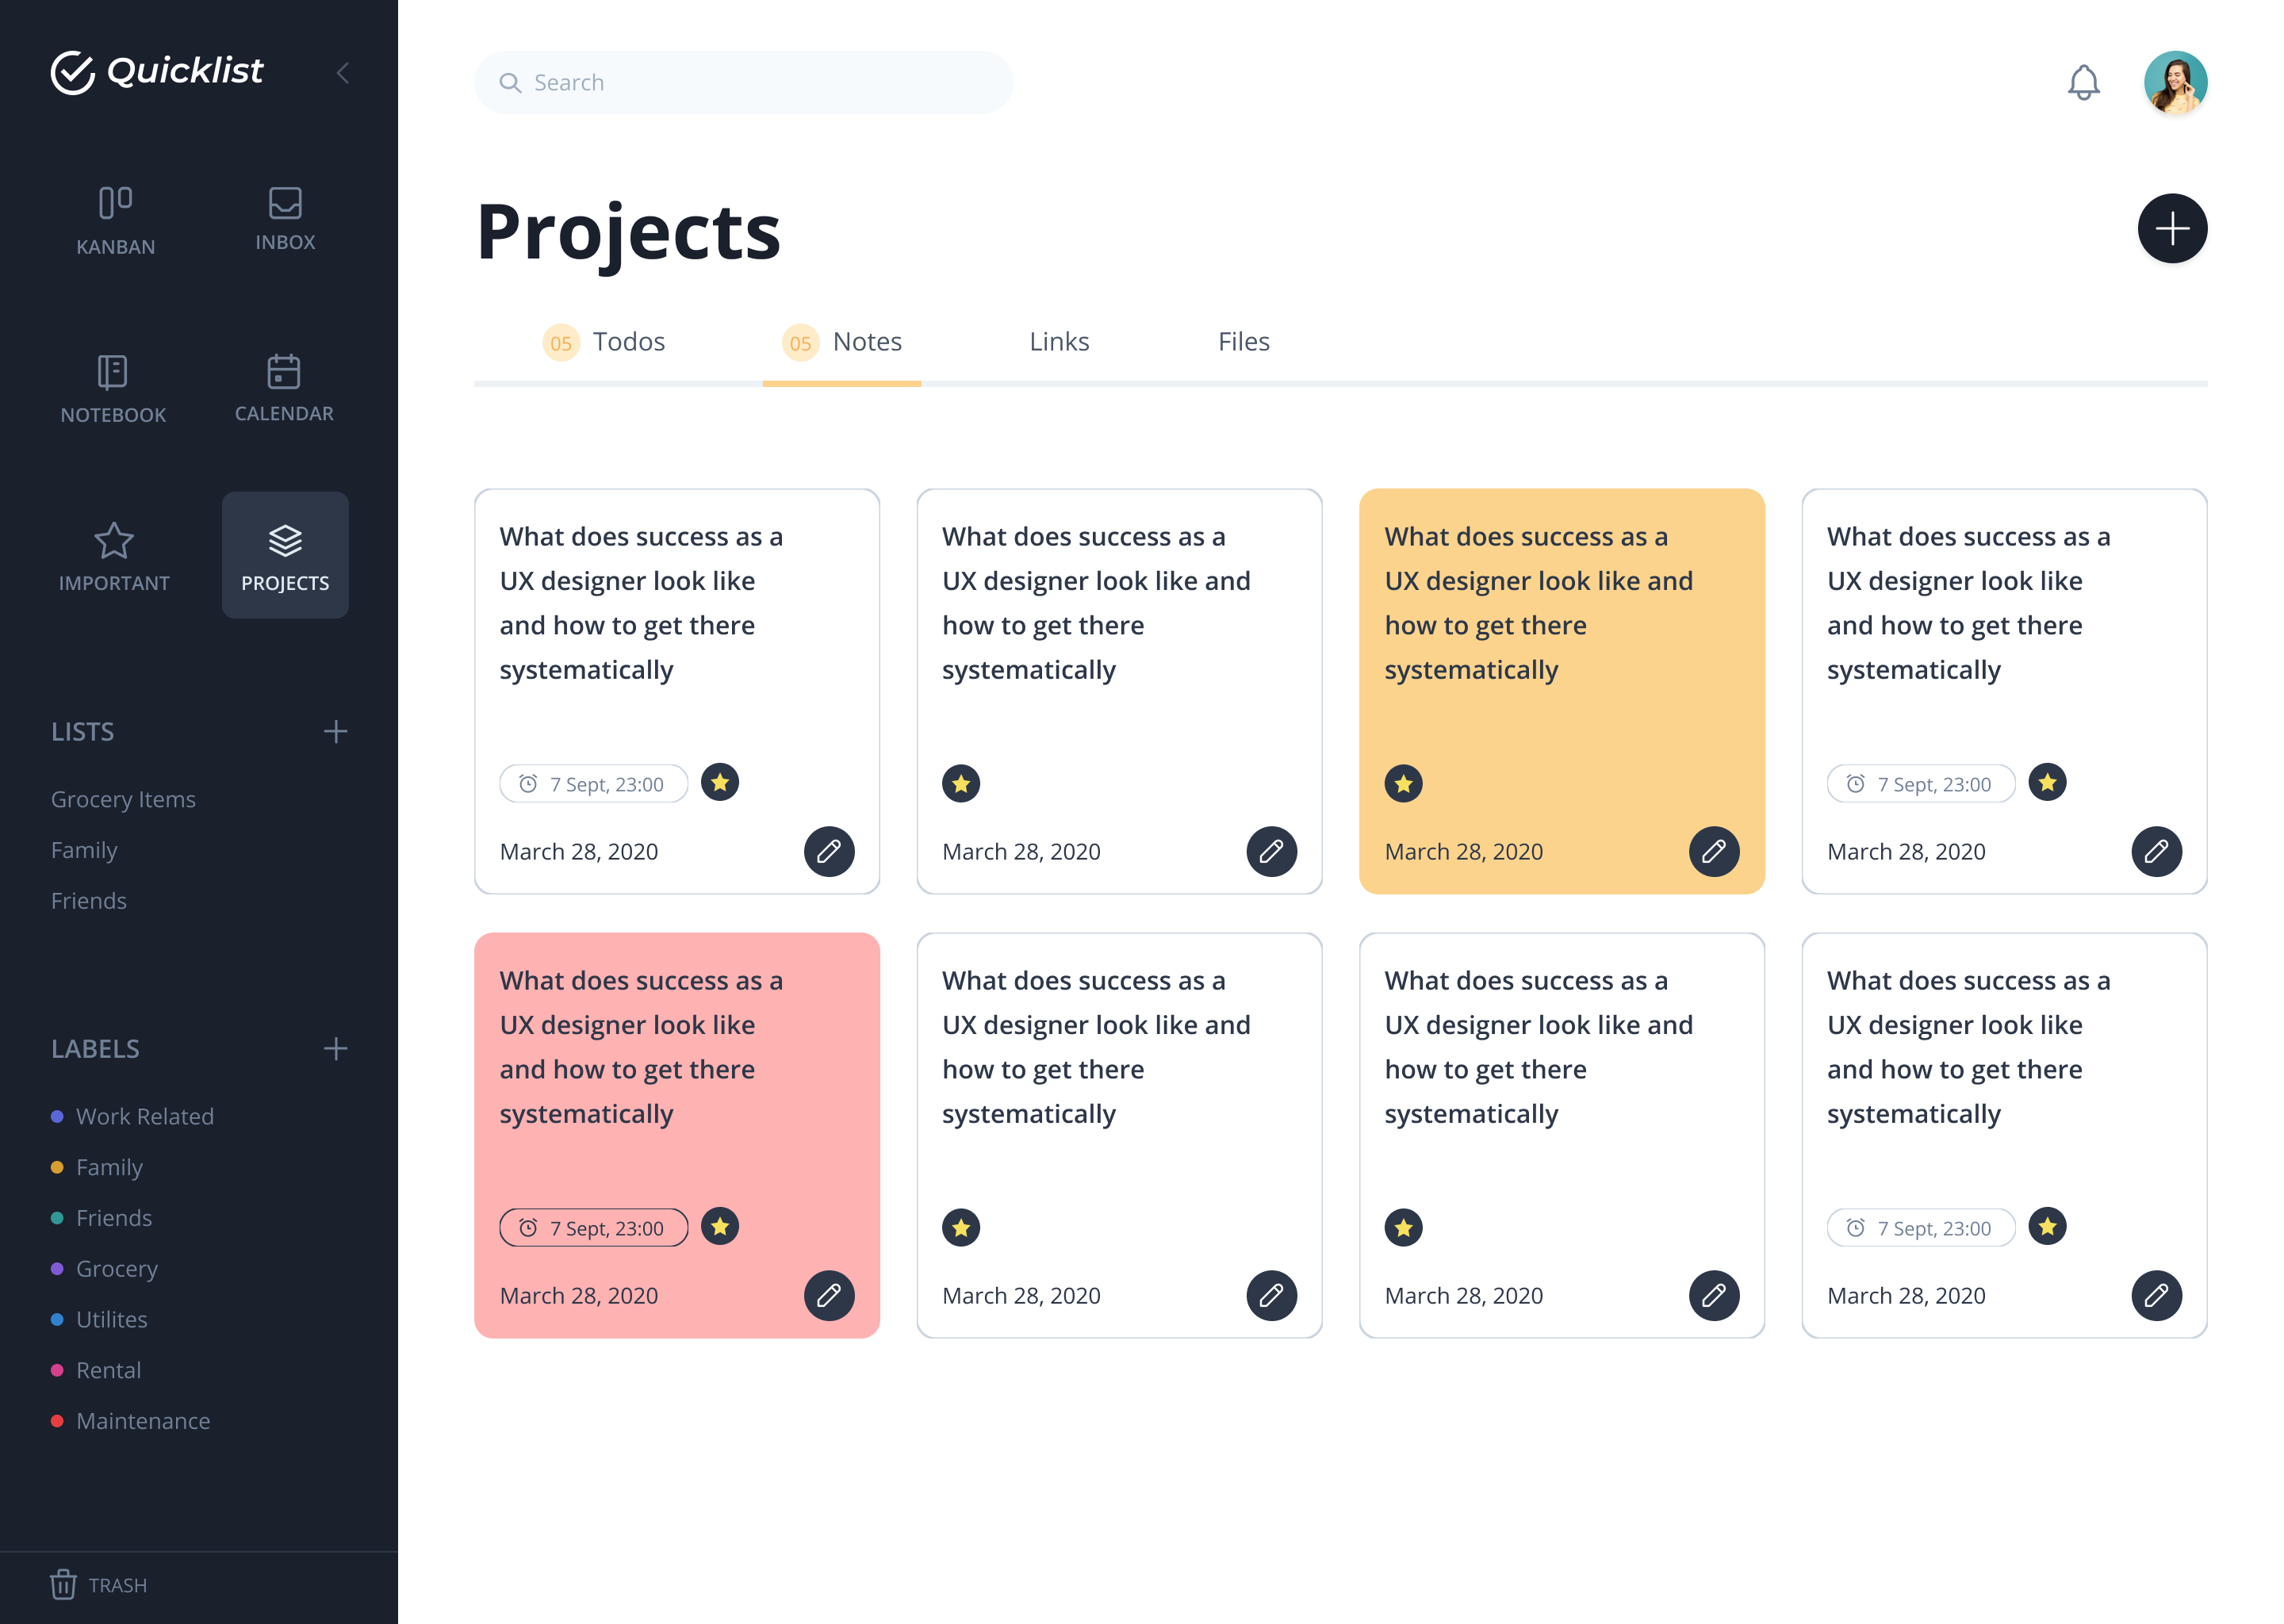 Quicklist
KANBAN
INBOX
NOTEBOOK
CALENDAR
IMPORTANT
PROJECTS
LISTS
Grocery Items
Family
Friends
LABELS
Work Related
Family
Friends
Grocery
Utilites
Rental
Maintenance
TRASH
Search
Projects
05 Todos
05 Notes
Links
Files
What does success as a
UX designer look like
and how to get there
systematically
7 Sept, 23:00
March 28, 2020
What does success as a
UX designer look like and
how to get there
systematically
March 28, 2020
What does success as a
UX designer look like and
how to get there
systematically
March 28, 2020
What does success as a
UX designer look like
and how to get there
systematically
7 Sept, 23:00
March 28, 2020
What does success as a
UX designer look like
and how to get there
systematically
7 Sept, 23:00
March 28, 2020
What does success as a
UX designer look like and
how to get there
systematically
March 28, 2020
What does success as a
UX designer look like and
how to get there
systematically
March 28, 2020
What does success as a
UX designer look like
and how to get there
systematically
7 Sept, 23:00
March 28, 2020